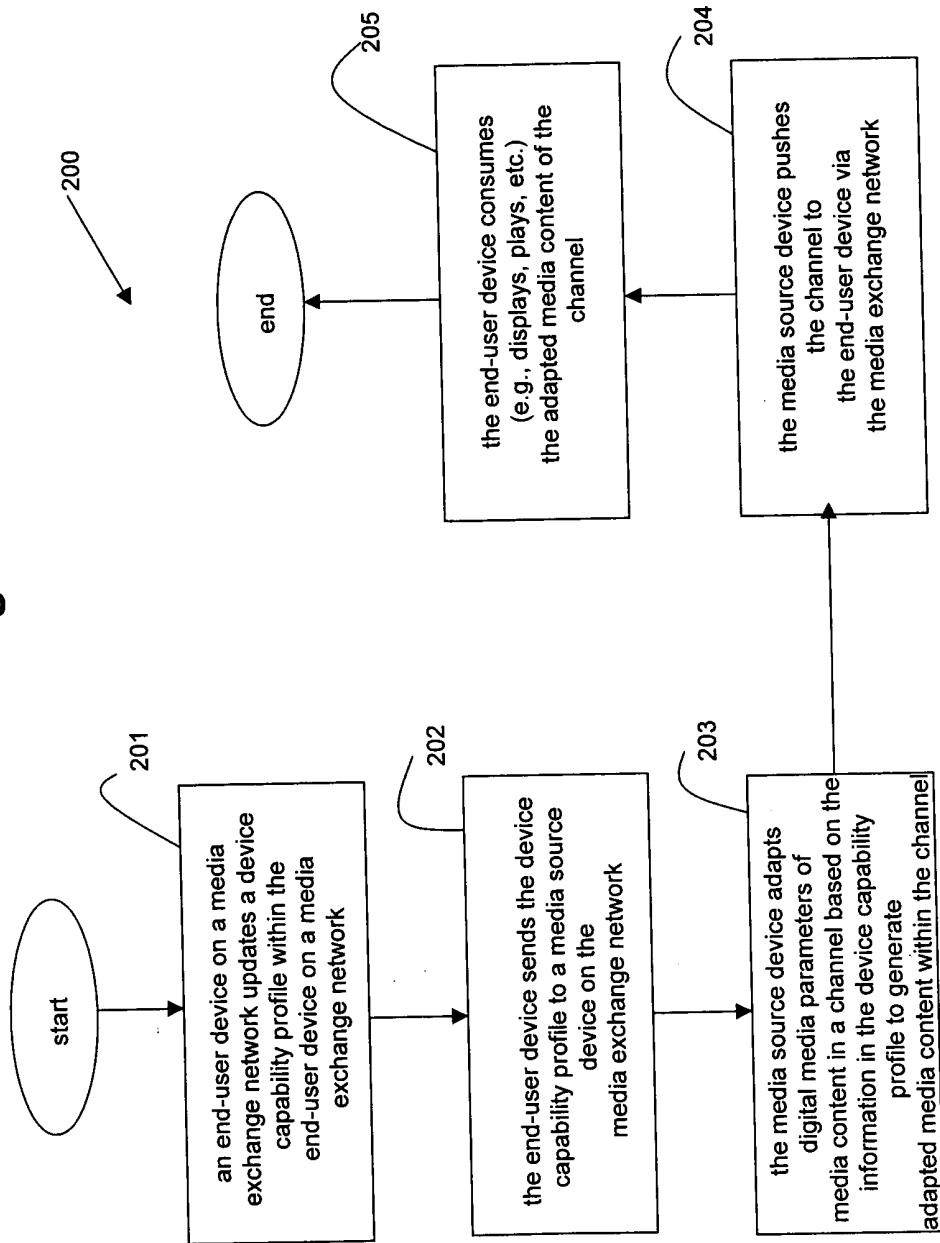 200
start
201
an end-user device on a media
exchange network updates a device
capability profile within the
end-user device on a media
exchange network
202
the end-user device sends the device
capability profile to a media source
device on the
media exchange network
203
the media source device adapts
digital media parameters of
media content in a channel based on the
information in the device capability
profile to generate
adapted media content within the channel
204
the media source device pushes
the channel to
the end-user device via
the media exchange network
205
the end-user device consumes
(e.g., displays, plays, etc.)
the adapted media content of the
channel
end